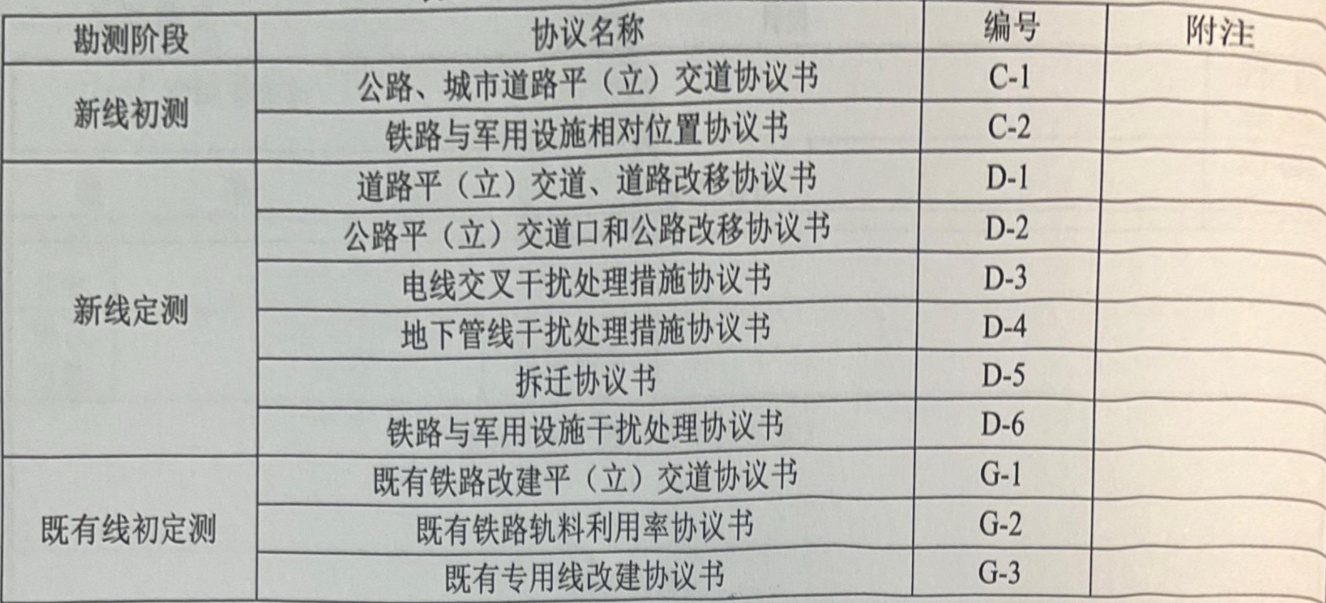 勘测阶段 协议名称 编号 附注
新线初测 公路、城市道路平（立）交道协议书 C-1
铁路与军用设施相对位置协议书 C-2
新线定测 道路平（立）交道、道路改移协议书 D-1
公路平（立）交道口和公路改移协议书 D-2
电线交叉干扰处理措施协议书 D-3
地下管线干扰处理措施协议书 D-4
拆迁协议书 D-5
铁路与军用设施干扰处理协议书 D-6
既有线初定测 既有铁路改建平（立）交道协议书 G-1
既有铁路轨料利用率协议书 G-2
既有专用线改建协议书 G-3